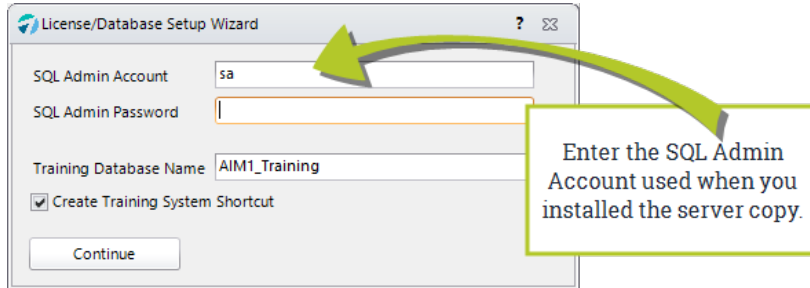 License/Database Setup Wizard ?
SQL Admin Account sa
SQL Admin Password
Training Database Name AIM1_Training
Create Training System Shortcut
Continue
Enter the SQL Admin
Account used when you
installed the server copy.